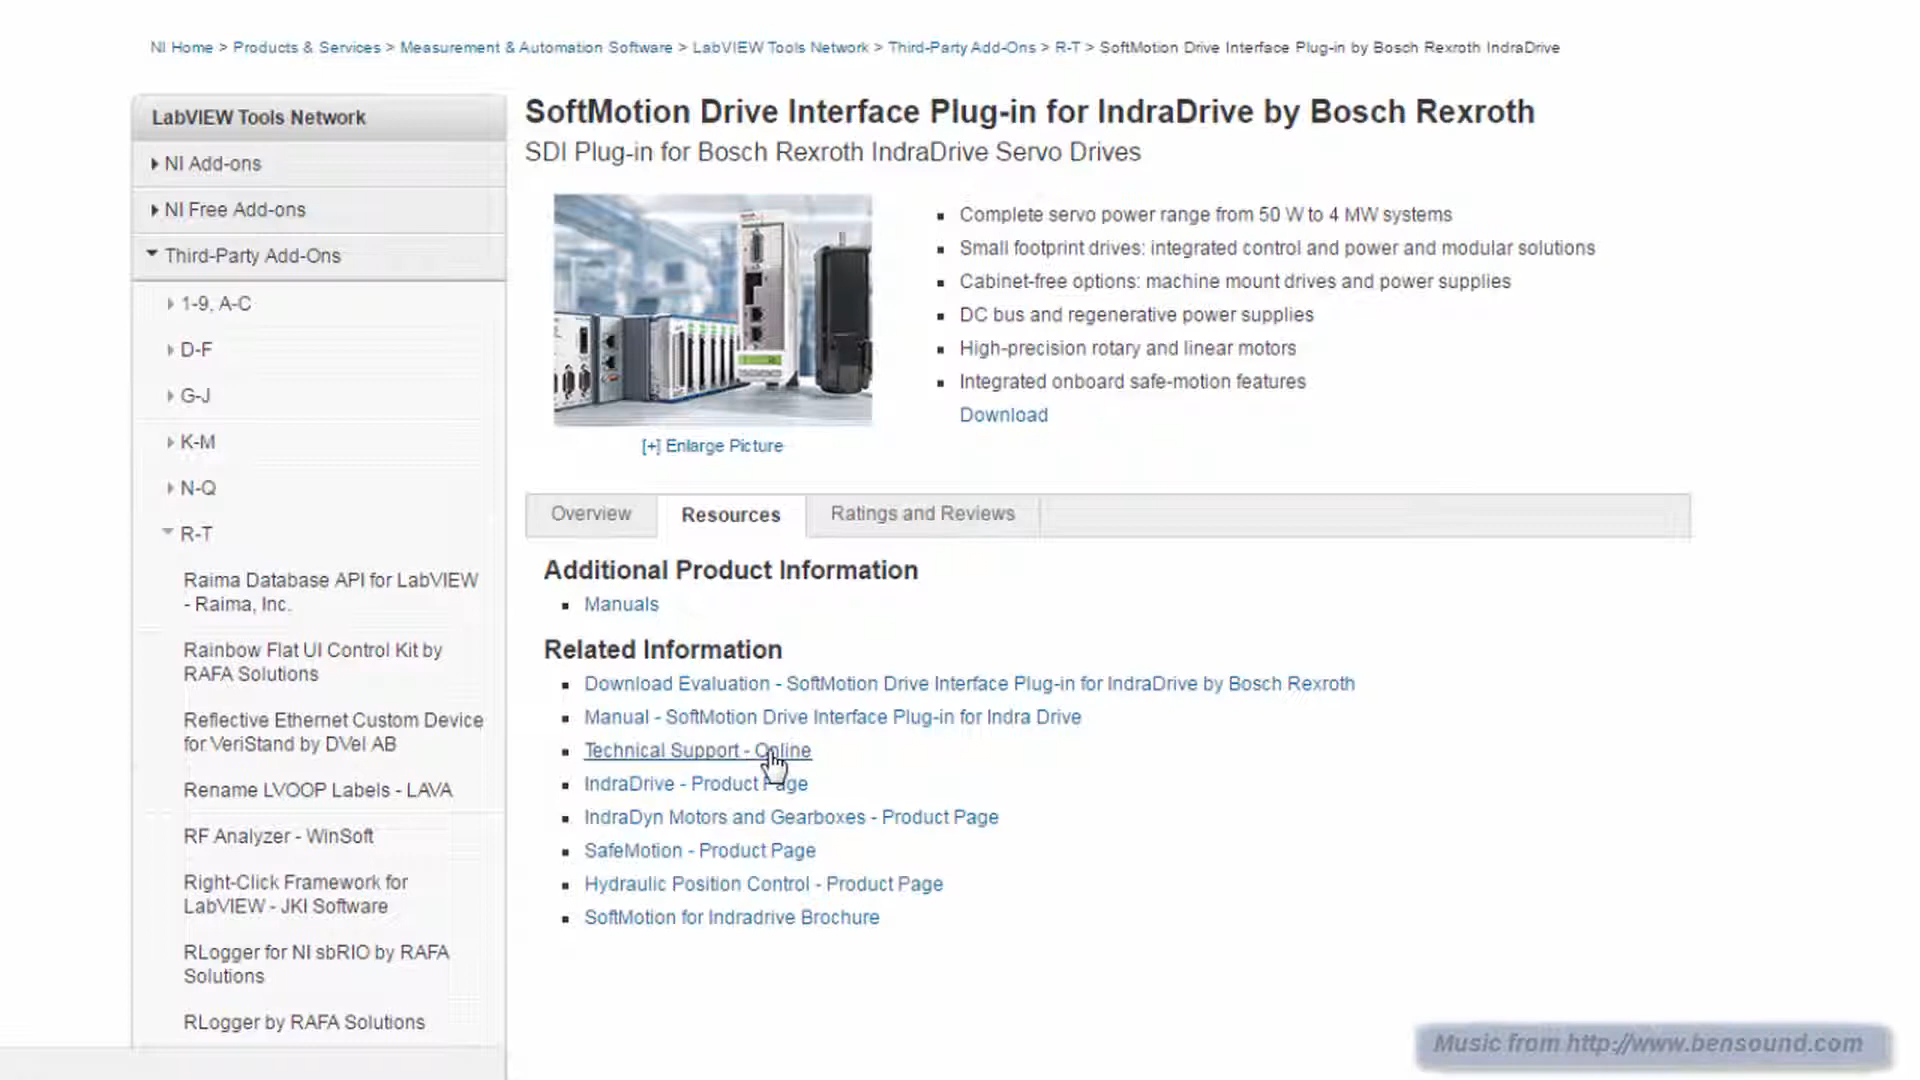 NI Home > Products & Services > Measurement & Automation Software > LabVIEW Tools Network > Third-Party Add-Ons > R-T > SoftMotion Drive Interface Plug-in by Bosch Rexroth IndraDrive
LabVIEW Tools Network
NI Add-ons
NI Free Add-ons
Third-Party Add-Ons
1-9, A-C
D-F
G-J
K-M
N-Q
R-T
Raima Database API for LabVIEW
- Raima, Inc.
Rainbow Flat UI Control Kit by
RAFA Solutions
Reflective Ethernet Custom Device
for VeriStand by DVel AB
Rename LVOOP Labels - LAVA
RF Analyzer - WinSoft
Right-Click Framework for
LabVIEW - JKI Software
RLogger for NI sbRIO by RAFA
Solutions
RLogger by RAFA Solutions
SoftMotion Drive Interface Plug-in for IndraDrive by Bosch Rexroth
SDI Plug-in for Bosch Rexroth IndraDrive Servo Drives
[+] Enlarge Picture
Complete servo power range from 50 W to 4 MW systems
Small footprint drives: integrated control and power and modular solutions
Cabinet-free options: machine mount drives and power supplies
DC bus and regenerative power supplies
High-precision rotary and linear motors
Integrated onboard safe-motion features
Download
Overview Resources Ratings and Reviews
Additional Product Information
Manuals
Related Information
Download Evaluation - SoftMotion Drive Interface Plug-in for IndraDrive by Bosch Rexroth
Manual - SoftMotion Drive Interface Plug-in for Indra Drive
Technical Support - Online
IndraDrive - Product Page
IndraDyn Motors and Gearboxes - Product Page
SafeMotion - Product Page
Hydraulic Position Control - Product Page
SoftMotion for Indradrive Brochure
Music from http://www.bensound.com